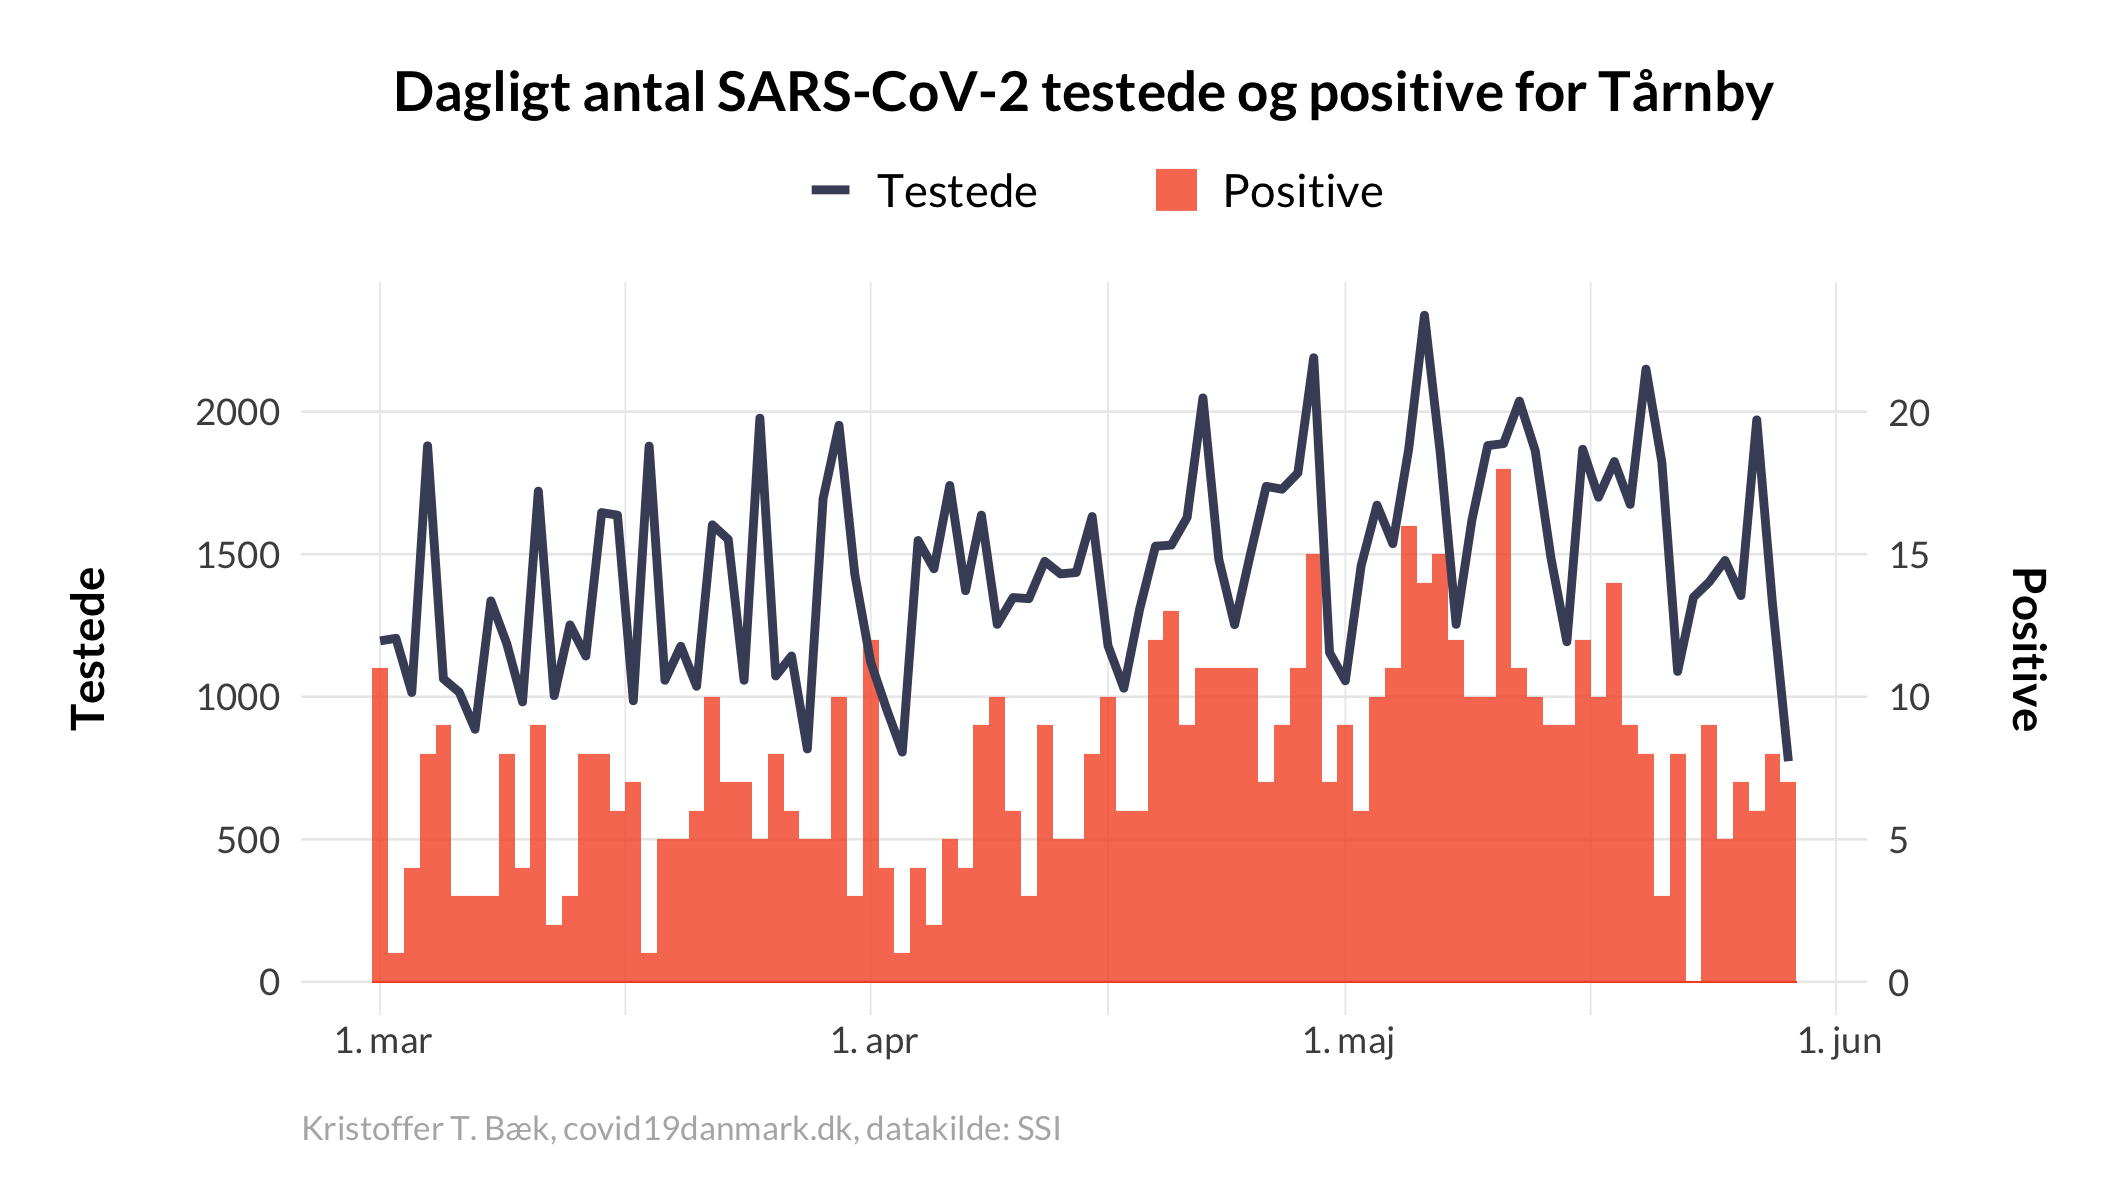 Dagligt antal SARS-CoV-2 testede og positive for Tårnby
Testede Positive
Testede
Positive
2000 20
1500 15
1000 10
500 5
0 0
1. mar 1. apr 1. maj 1. jun
Kristoffer T. Bæk, covid19danmark.dk, datakilde: SSI